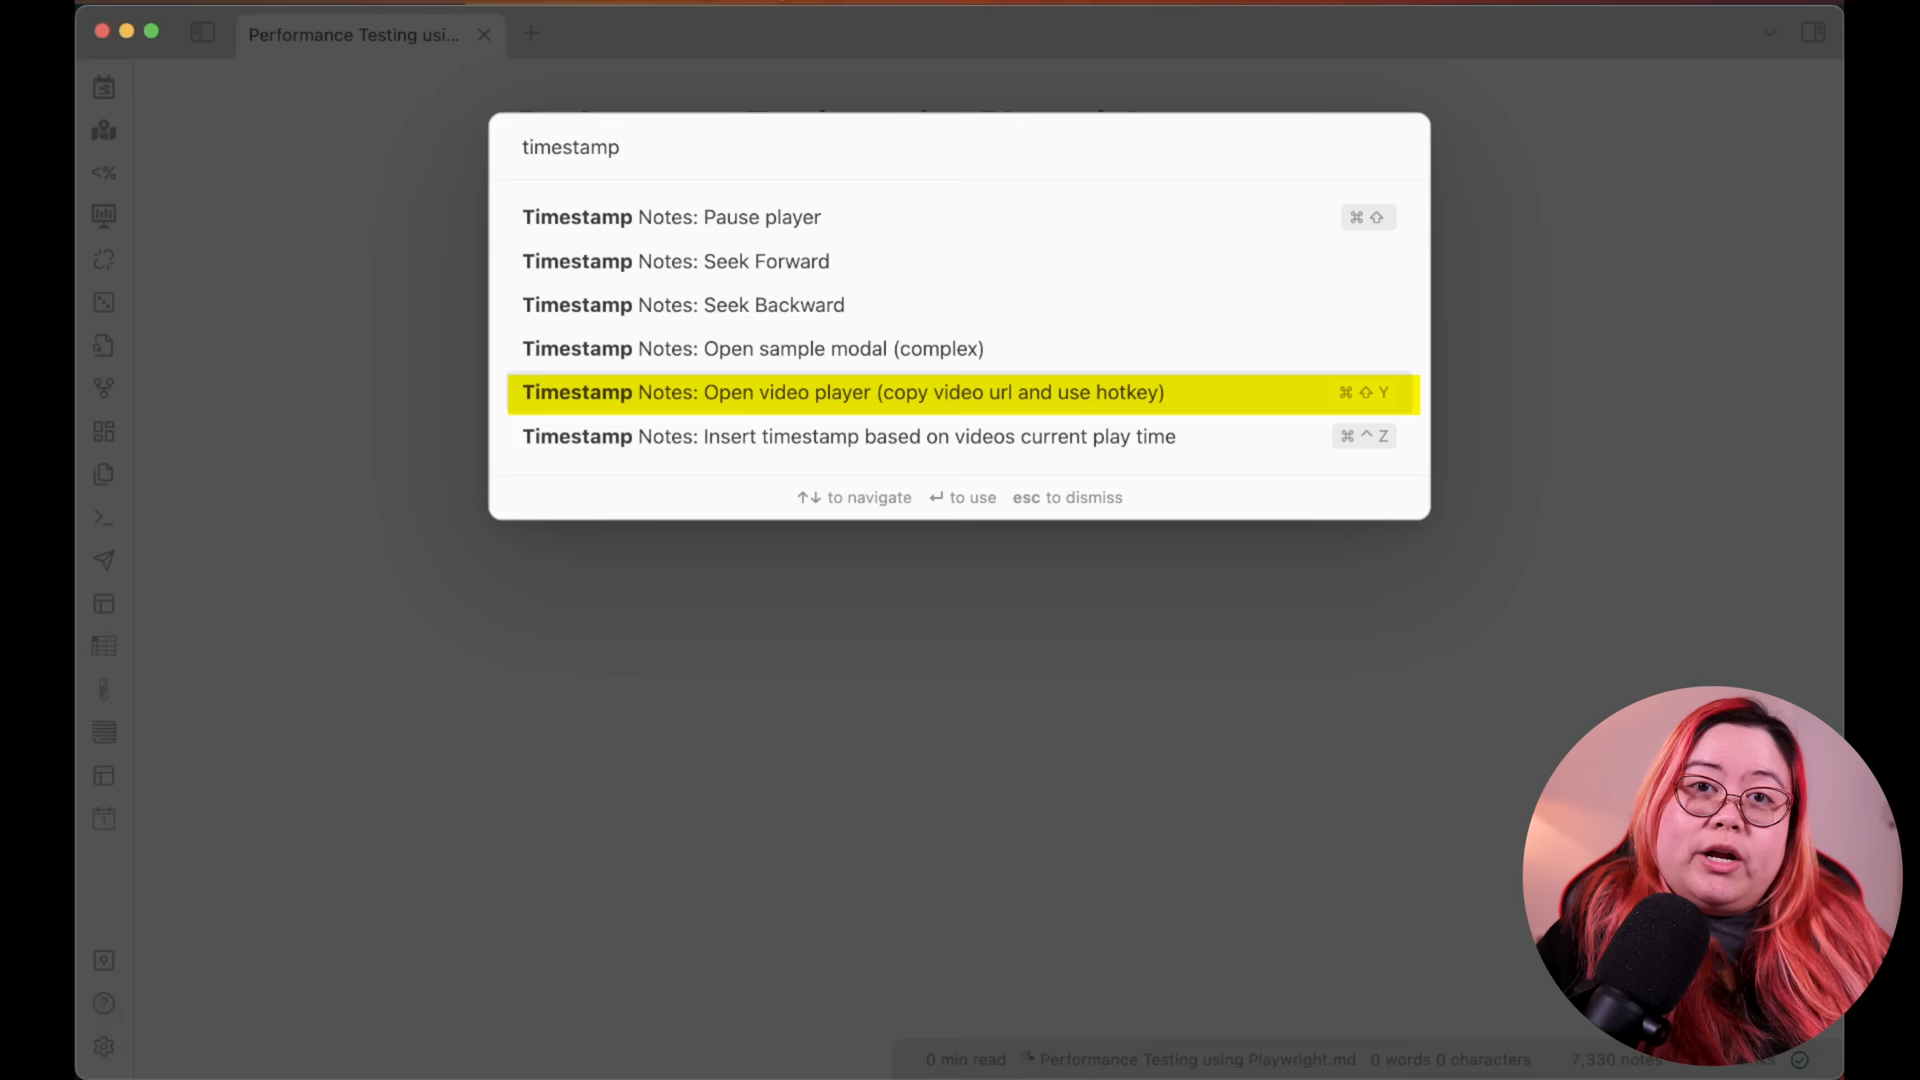 Performance Testing usi...
timestamp
Timestamp Notes: Pause player ⌘ ⇧
Timestamp Notes: Seek Forward
Timestamp Notes: Seek Backward
Timestamp Notes: Open sample modal (complex)
Timestamp Notes: Open video player (copy video url and use hotkey) ⌘ ⇧ Y
Timestamp Notes: Insert timestamp based on videos current play time ⌘ ^ Z
↑↓ to navigate ↵ to use esc to dismiss
0 min read Performance Testing using Playwright.md 0 words 0 characters 7,330 notes